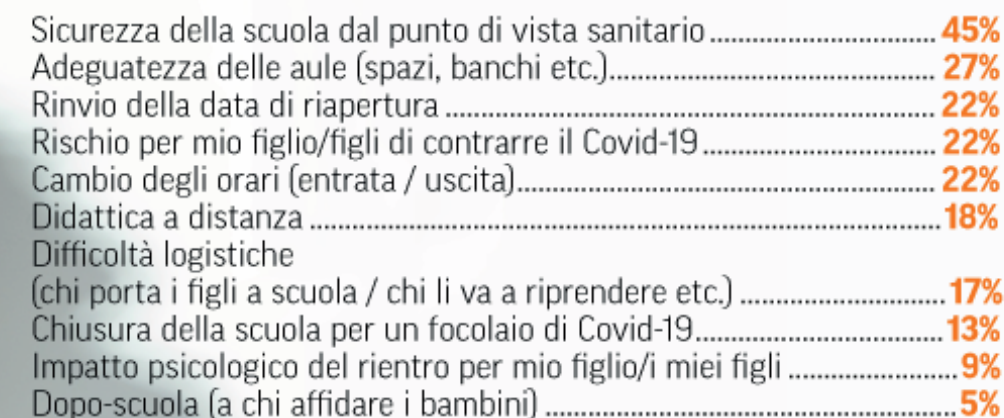 Sicurezza della scuola dal punto di vista sanitario ............................... 45%
Adeguatezza delle aule (spazi, banchi etc.)............................................ 27%
Rinvio della data di riapertura ................................................................. 22%
Rischio per mio figlio/figli di contrarre il Covid-19 ................................ 22%
Cambio degli orari (entrata / uscita)........................................................ 22%
Didattica a distanza .................................................................................. 18%
Difficoltà logistiche
(chi porta i figli a scuola / chi li va a riprendere etc.) ............................ 17%
Chiusura della scuola per un focolaio di Covid-19.................................. 13%
Impatto psicologico del rientro per mio figlio/i miei figli ....................... 9%
Dopo-scuola (a chi affidare i bambini) ....................................................... 5%